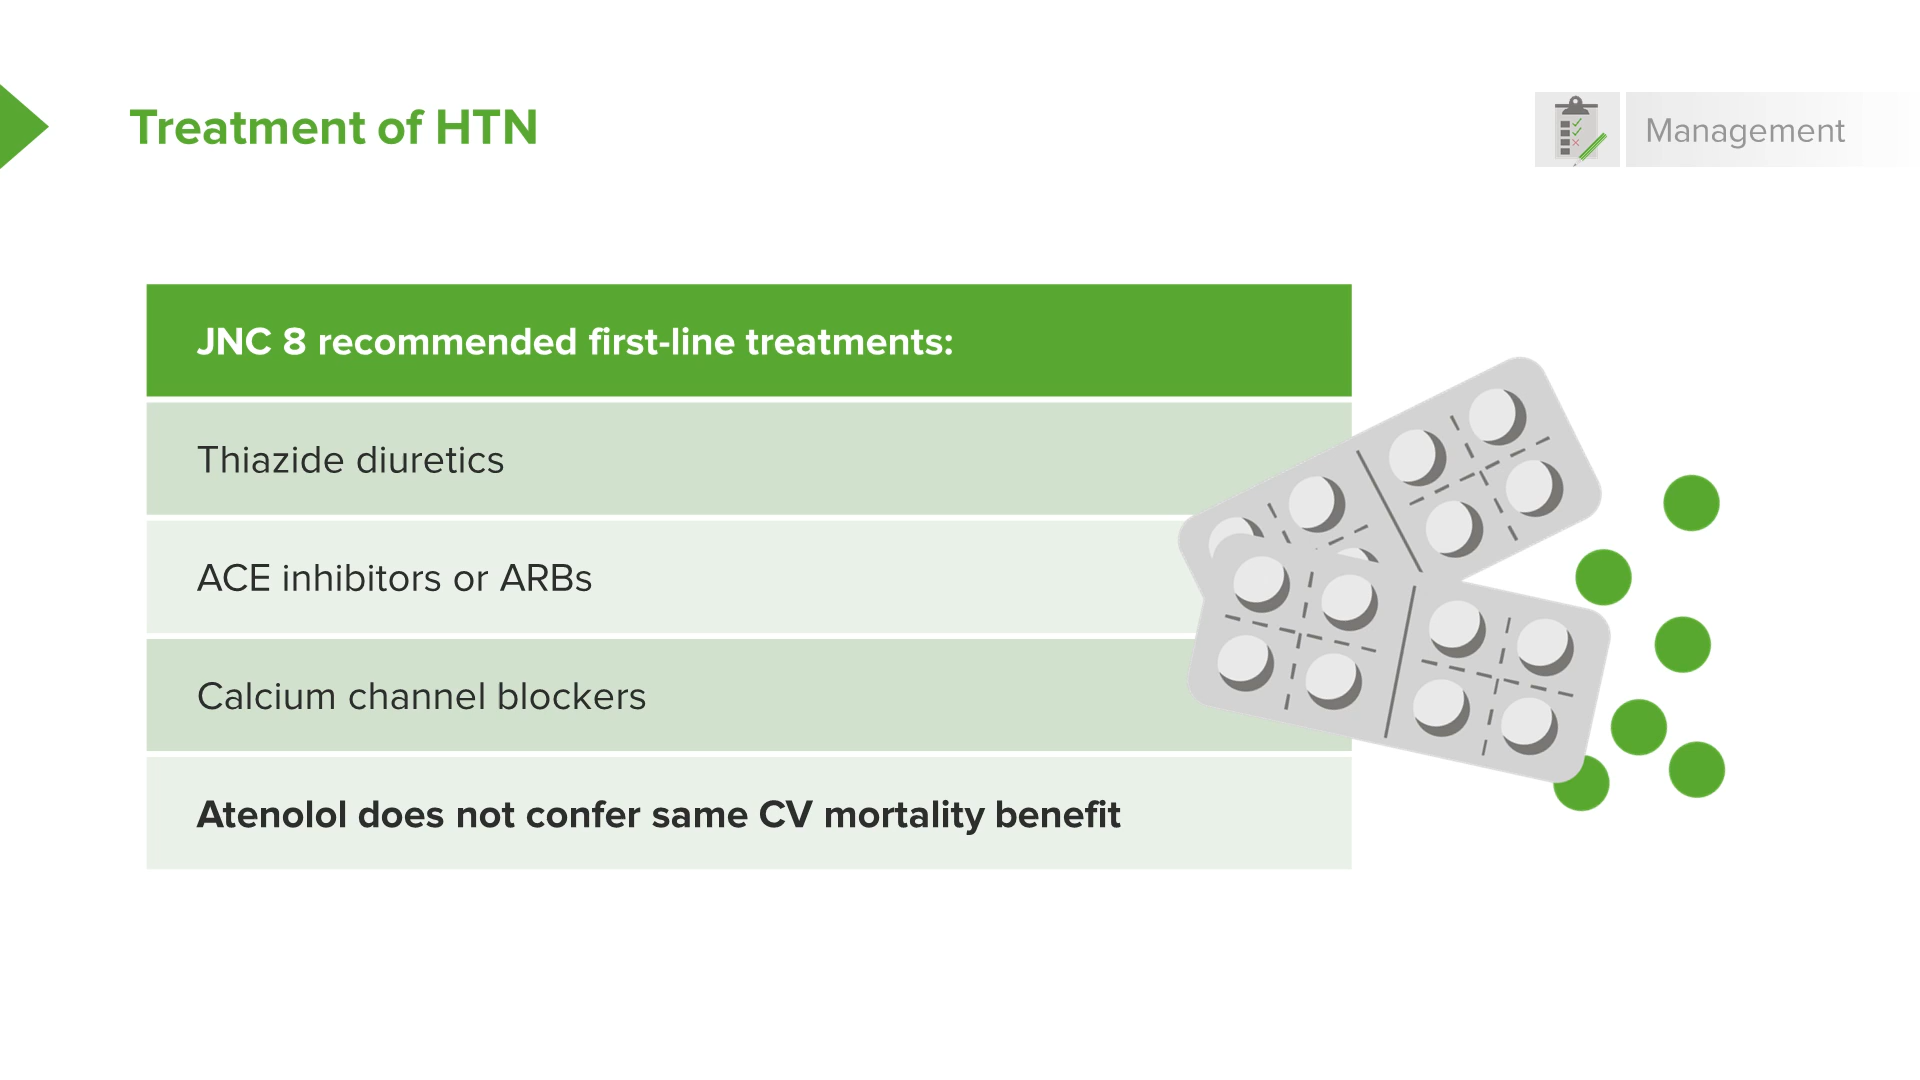 Treatment of HTN
Management
JNC 8 recommended first-line treatments:
Thiazide diuretics
ACE inhibitors or ARBs
Calcium channel blockers
Atenolol does not confer same CV mortality benefit